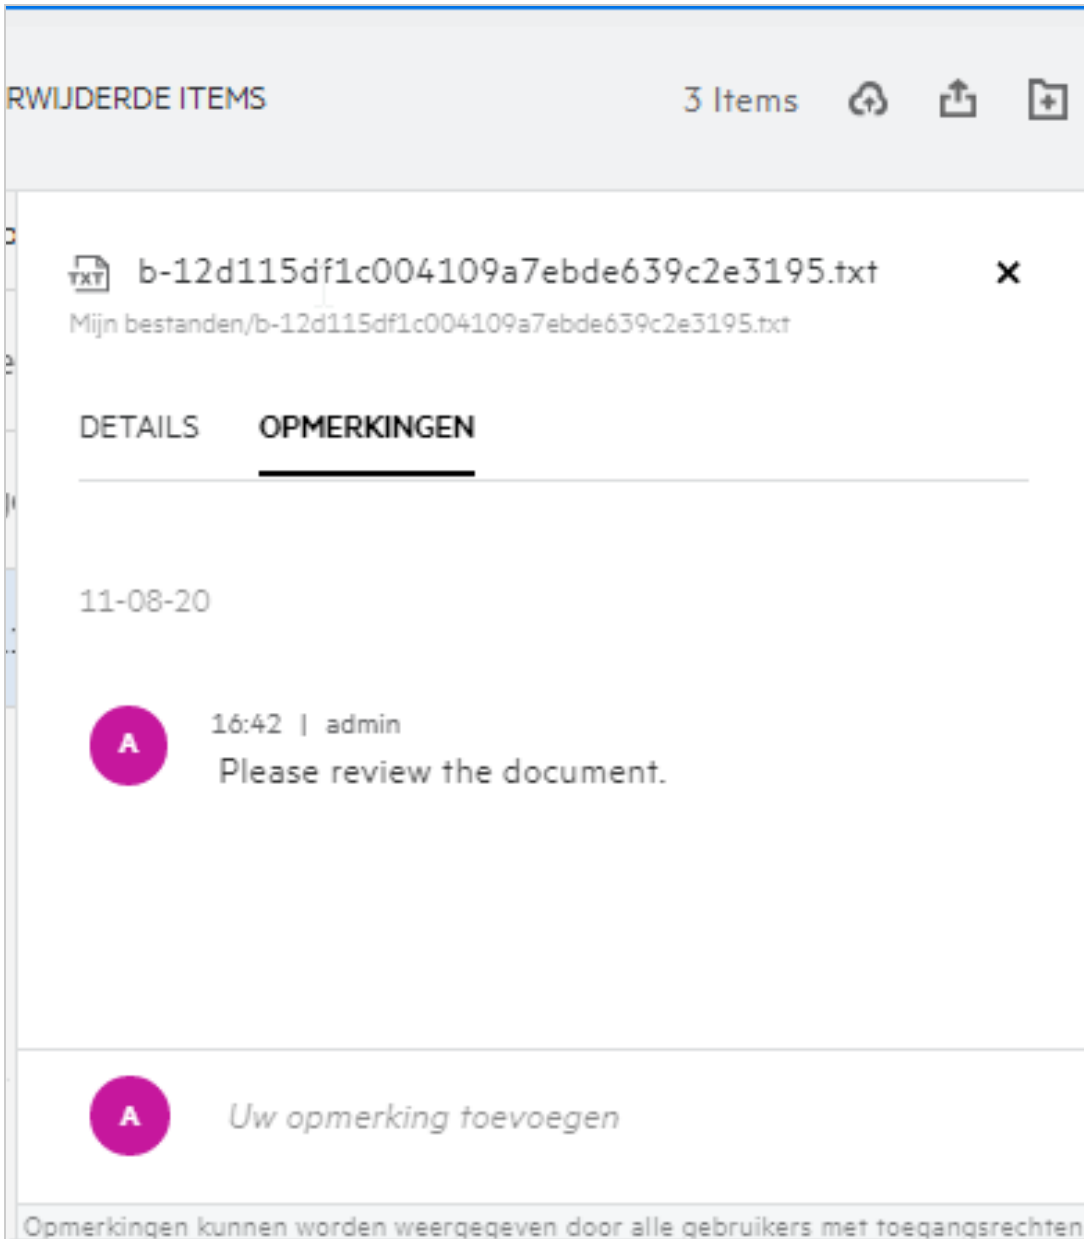 RWIJDERDE ITEMS
3 Items
TXT
b-12d115df1c004109a7ebde639c2e3195.txt
Mijn bestanden/b-12d115df1c004109a7ebde639c2e3195.txt
DETAILS OPMERKINGEN
11-08-20
A
16:42 | admin
Please review the document.
A
Uw opmerking toevoegen
Opmerkingen kunnen worden weergegeven door alle gebruikers met toegangsrechten